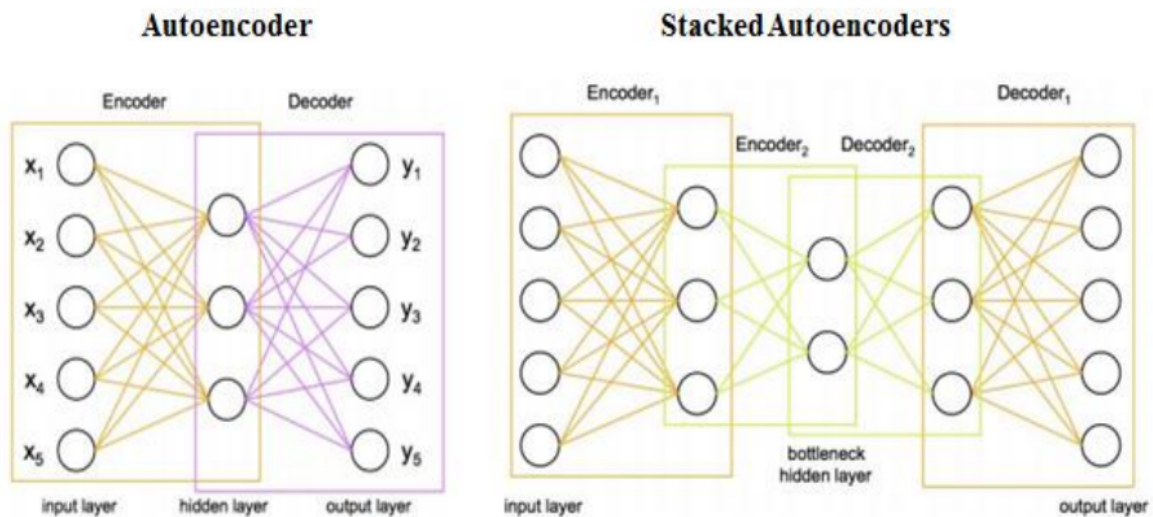 Autoencoder
Encoder
Decoder
x1
x2
x3
x4
x5
y1
y2
y3
y4
y5
input layer
hidden layer
output layer
Stacked Autoencoders
Encoder1
Decoder1
Encoder2
Decoder2
bottleneck
hidden layer
input layer
output layer